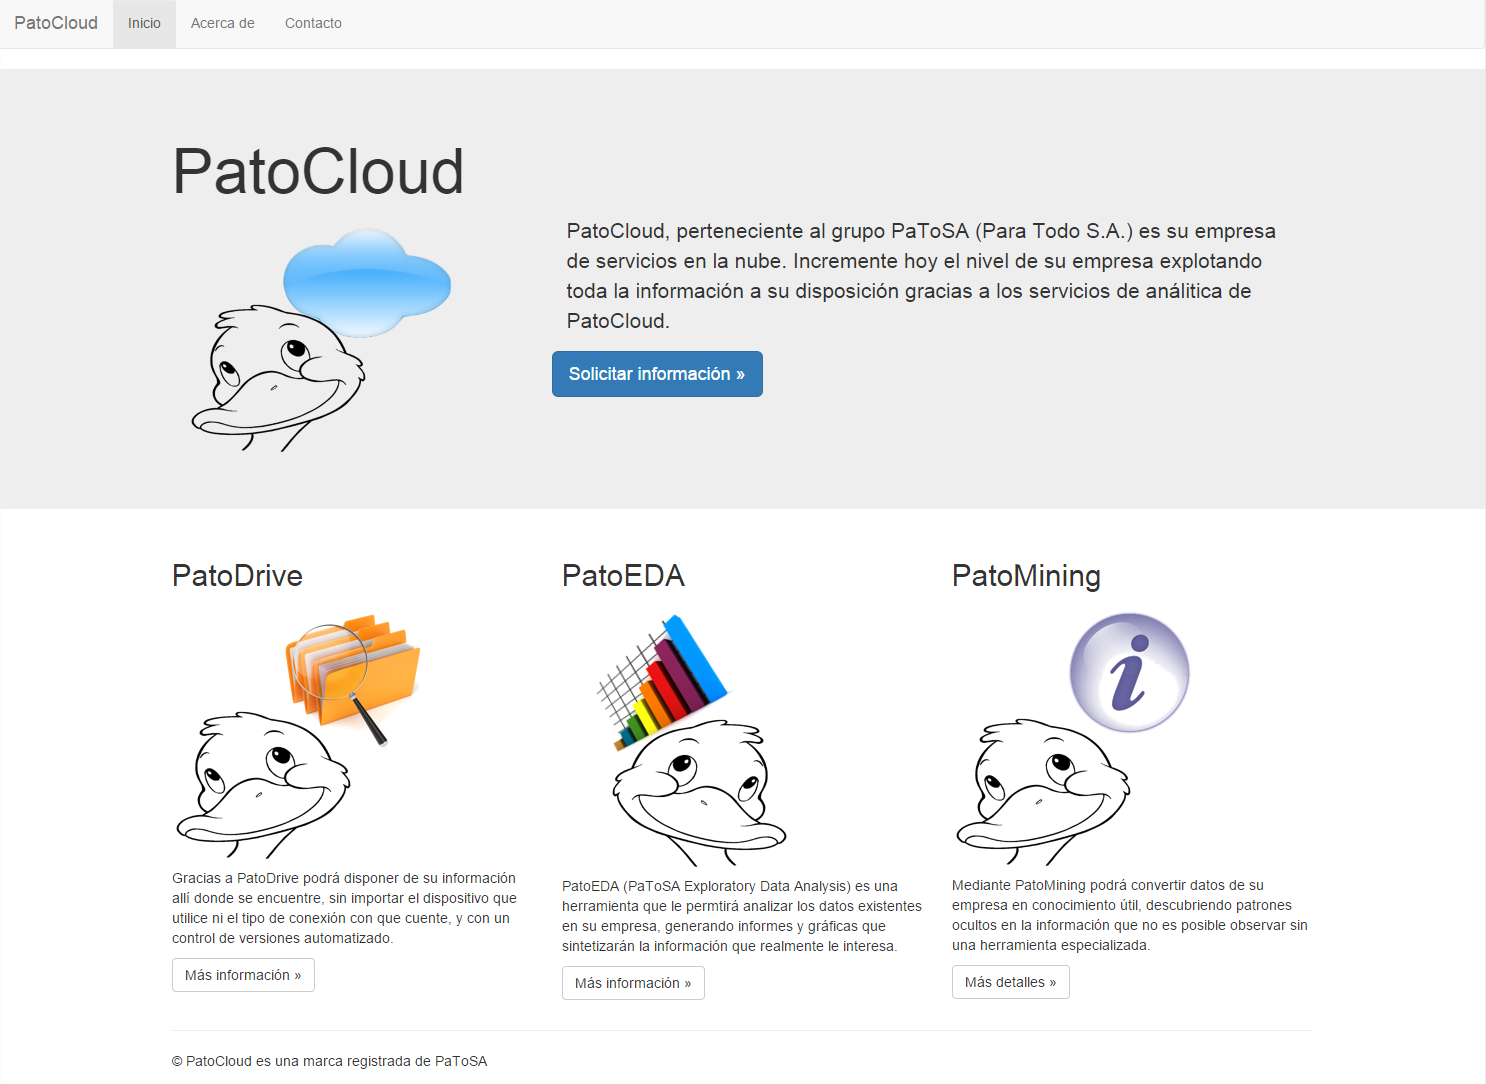 PatoCloud Inicio Acerca de Contacto
PatoCloud
PatoCloud, perteneciente al grupo PaToSA (Para Todo S.A.) es su empresa
de servicios en la nube. Incremente hoy el nivel de su empresa explotando
toda la información a su disposición gracias a los servicios de análitica de
PatoCloud.
Solicitar información »
PatoDrive
Gracias a PatoDrive podrá disponer de su información
allí donde se encuentre, sin importar el dispositivo que
utilice ni el tipo de conexión con que cuente, y con un
control de versiones automatizado.
Más información »
PatoEDA
PatoEDA (PaToSA Exploratory Data Analysis) es una
herramienta que le permtirá analizar los datos existentes
en su empresa, generando informes y gráficas que
sintetizarán la información que realmente le interesa.
Más información »
PatoMining
i
Mediante PatoMining podrá convertir datos de su
empresa en conocimiento útil, descubriendo patrones
ocultos en la información que no es posible observar sin
una herramienta especializada.
Más detalles »
© PatoCloud es una marca registrada de PaToSA